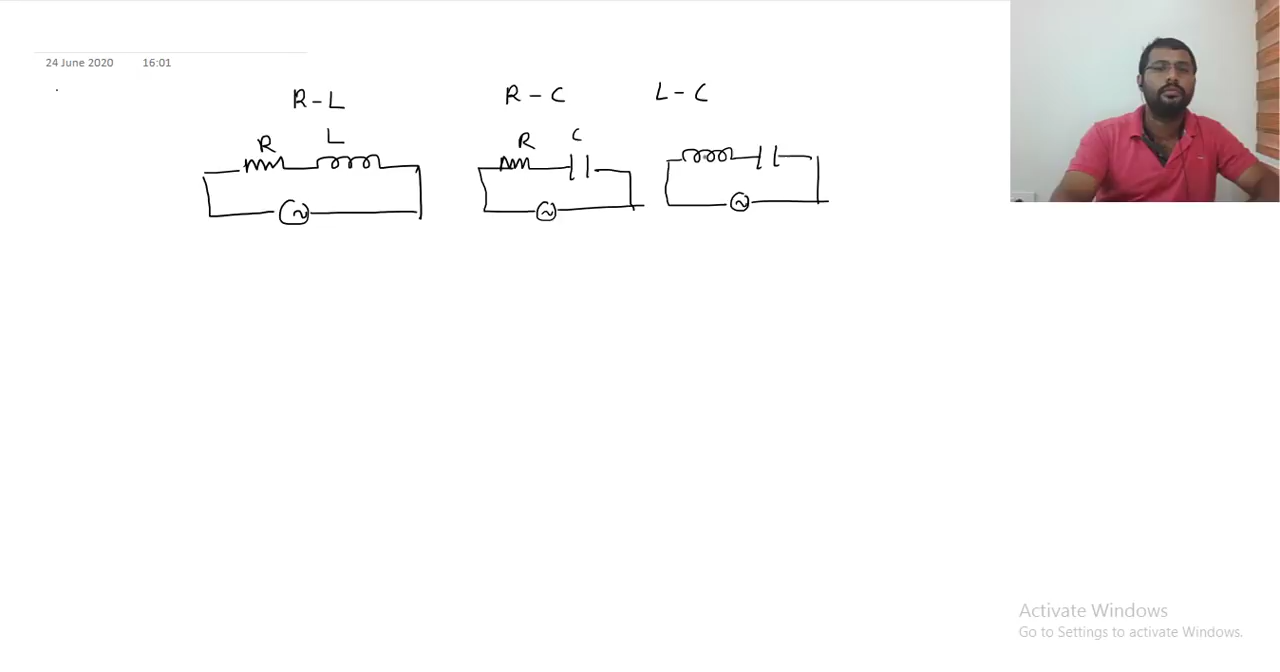 24 June 2020 16:01
R - L R - C L - C
R L R C
Activate Windows
Go to Settings to activate Windows.